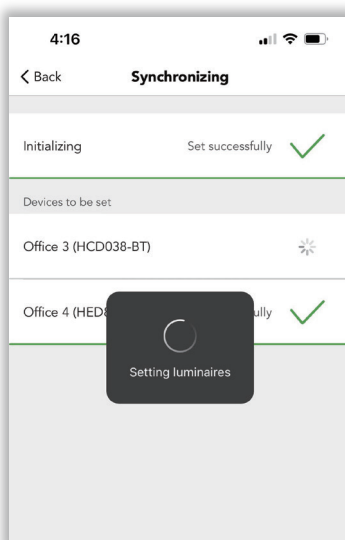 4:16
Back Synchronizing
Initializing Set successfully
Devices to be set
Office 3 (HCD038-BT)
Office 4 (HED ully
Setting luminaires